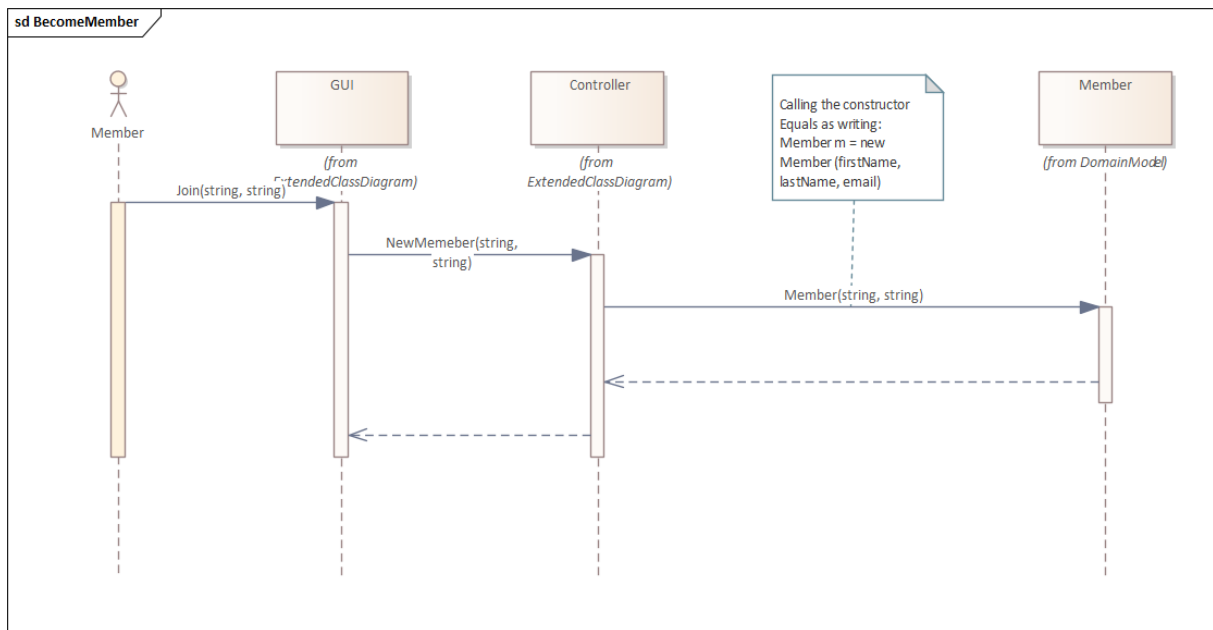 sd BecomeMember
Member
GUI
(from
ExtendedClassDiagram)
Controller
(from
ExtendedClassDiagram)
Calling the constructor
Equals as writing:
Member m = new
Member (firstName,
lastName, email)
Member
(from DomainModel)
Join(string, string)
NewMemeber(string,
string)
Member(string, string)